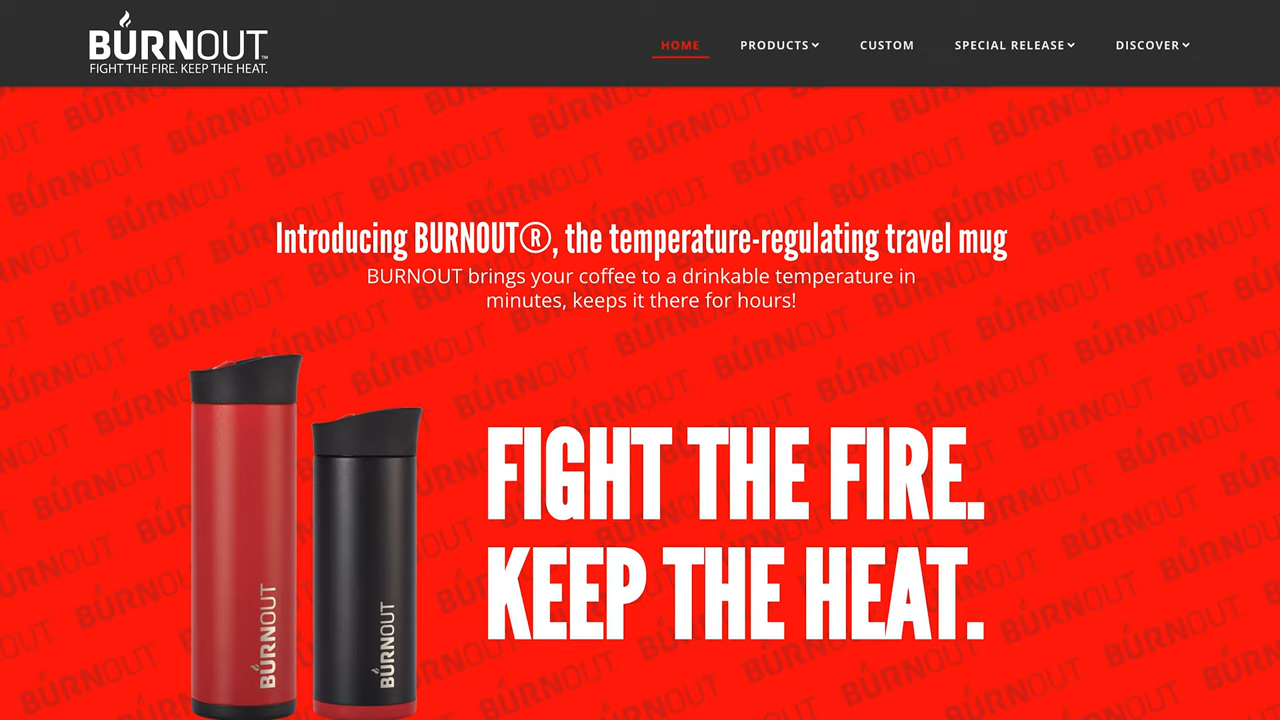 BURNOUT™
FIGHT THE FIRE. KEEP THE HEAT.
HOME
PRODUCTS
CUSTOM
SPECIAL RELEASE
DISCOVER
Introducing BURNOUT®, the temperature-regulating travel mug
BURNOUT brings your coffee to a drinkable temperature in
minutes, keeps it there for hours!
FIGHT THE FIRE.
KEEP THE HEAT.
BURNOUT
BURNOUT